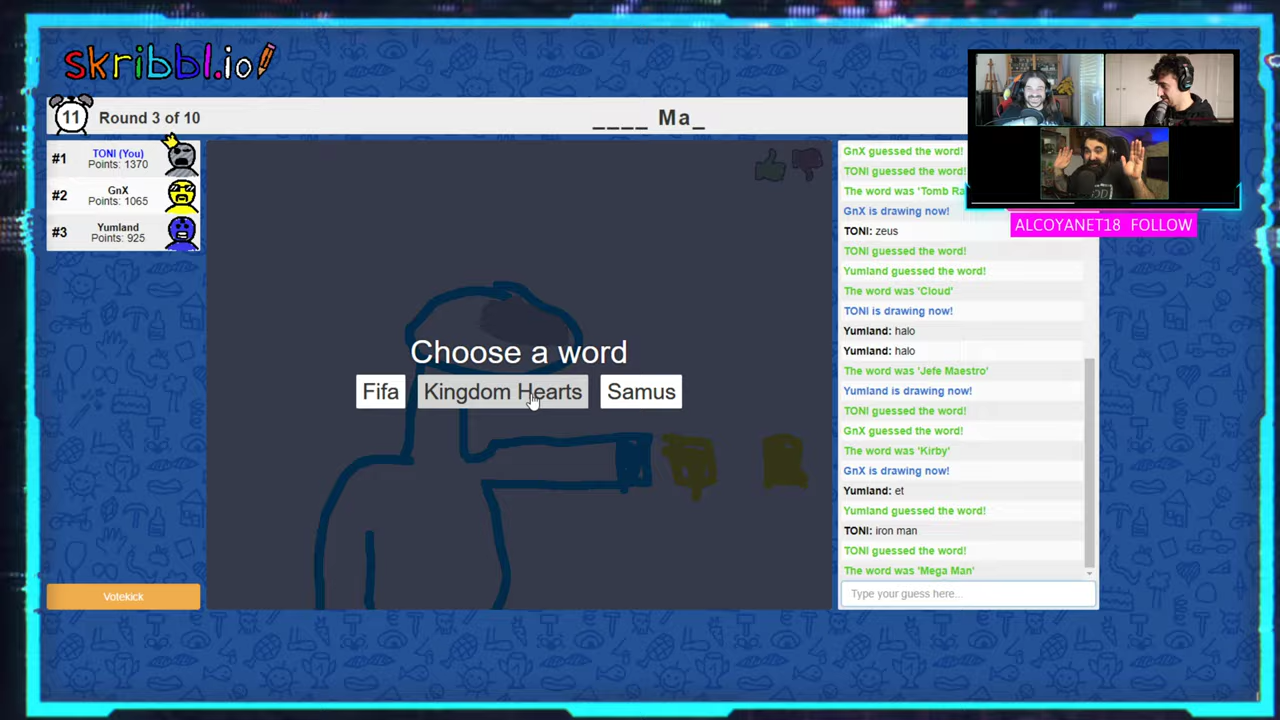 skribbl.io!
11
Round 3 of 10
____ Ma_
#1
TONI (You)
Points: 1370
#2
GnX
Points: 1065
#3
Yumland
Points: 925
Votekick
Choose a word
Fifa
Kingdom Hearts
Samus
GnX guessed the word!
TONI guessed the word!
The word was 'Tomb Ra
GnX is drawing now!
TONI: zeus
TONI guessed the word!
Yumland guessed the word!
The word was 'Cloud'
TONI is drawing now!
Yumland: halo
Yumland: halo
The word was 'Jefe Maestro'
Yumland is drawing now!
TONI guessed the word!
GnX guessed the word!
The word was 'Kirby'
GnX is drawing now!
Yumland: et
Yumland guessed the word!
TONI: iron man
TONI guessed the word!
The word was 'Mega Man'
Type your guess here...
ALCOYANET18 FOLLOW